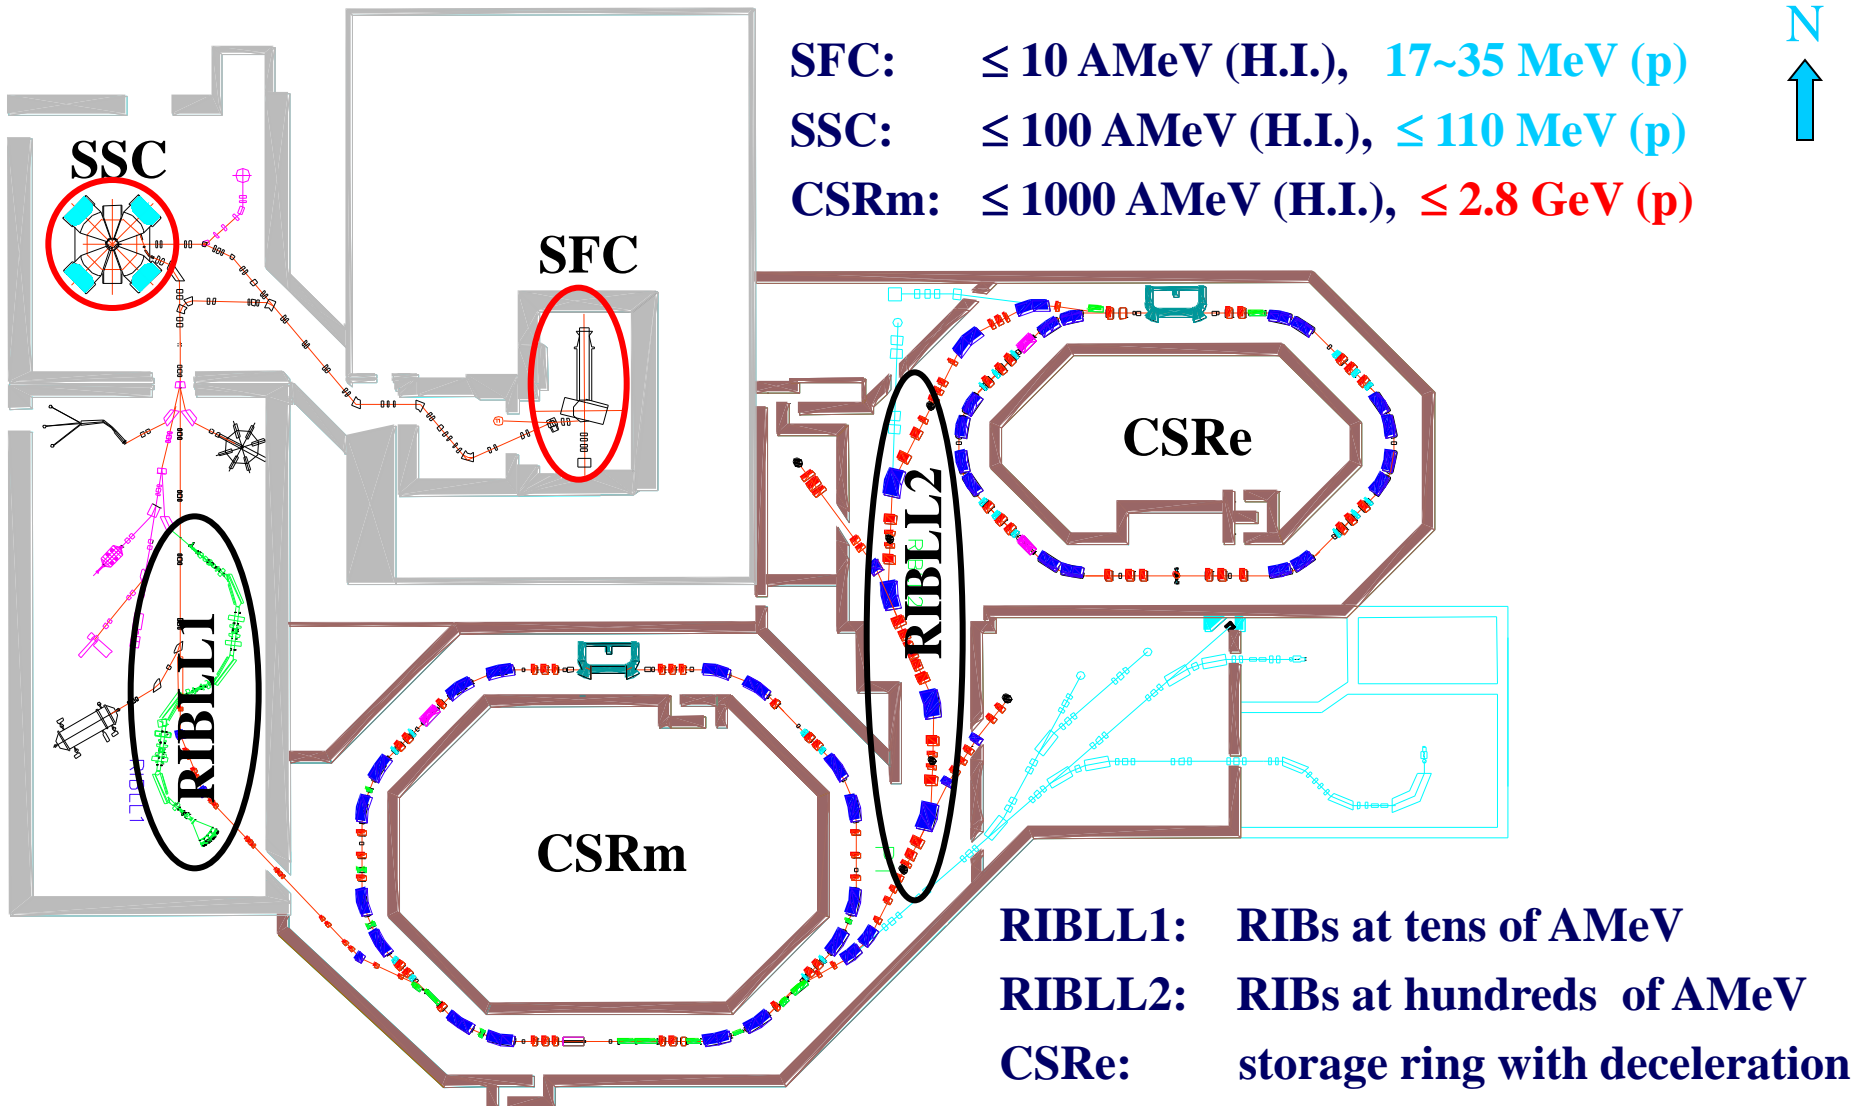 N
SFC: ≤ 10 AMeV (H.I.), 17~35 MeV (p)
SSC: ≤ 100 AMeV (H.I.), ≤ 110 MeV (p)
CSRm: ≤ 1000 AMeV (H.I.), ≤ 2.8 GeV (p)
SSC
SFC
CSRe
RIBLL2
RIBLL1
RIBLL1
CSRm
RIBLL1: RIBs at tens of AMeV
RIBLL2: RIBs at hundreds of AMeV
CSRe: storage ring with deceleration